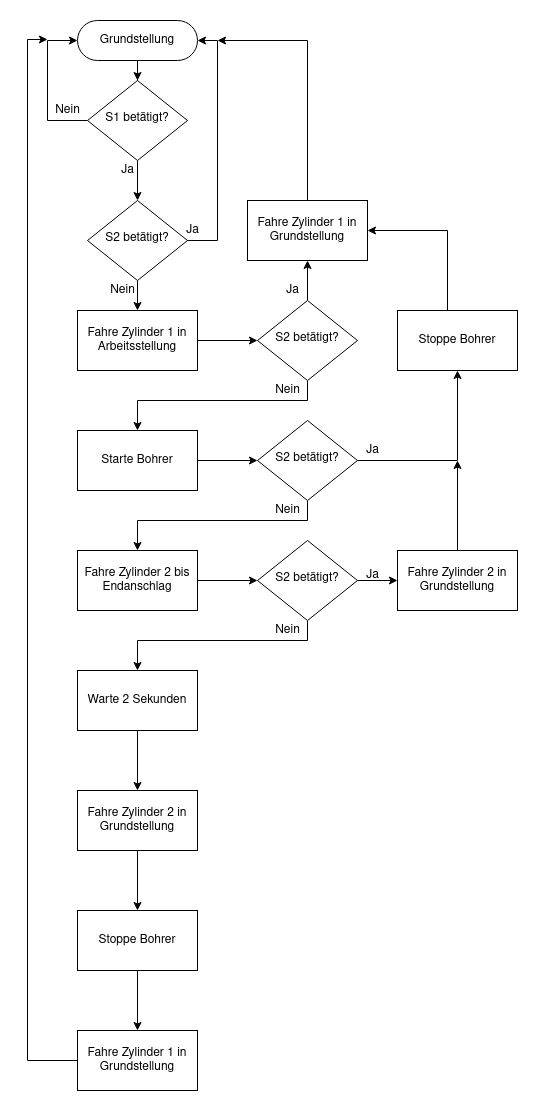 Grundstellung
S1 betätigt?
Nein
Ja
S2 betätigt?
Ja
Nein
Fahre Zylinder 1 in
Grundstellung
Ja
Fahre Zylinder 1 in
Arbeitsstellung
S2 betätigt?
Stoppe Bohrer
Nein
Starte Bohrer
S2 betätigt?
Ja
Nein
Fahre Zylinder 2 bis
Endanschlag
S2 betätigt?
Ja
Fahre Zylinder 2 in
Grundstellung
Nein
Warte 2 Sekunden
Fahre Zylinder 2 in
Grundstellung
Stoppe Bohrer
Fahre Zylinder 1 in
Grundstellung